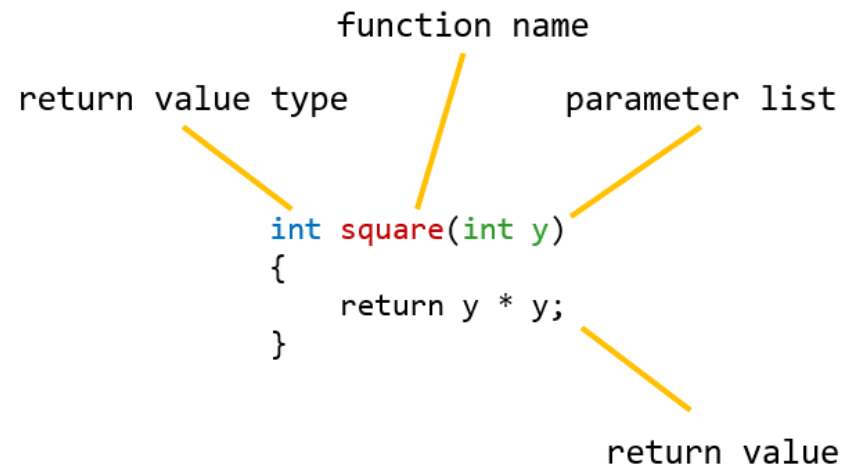 function name
return value type
parameter list
int square(int y)
{
return y * y;
}
return value